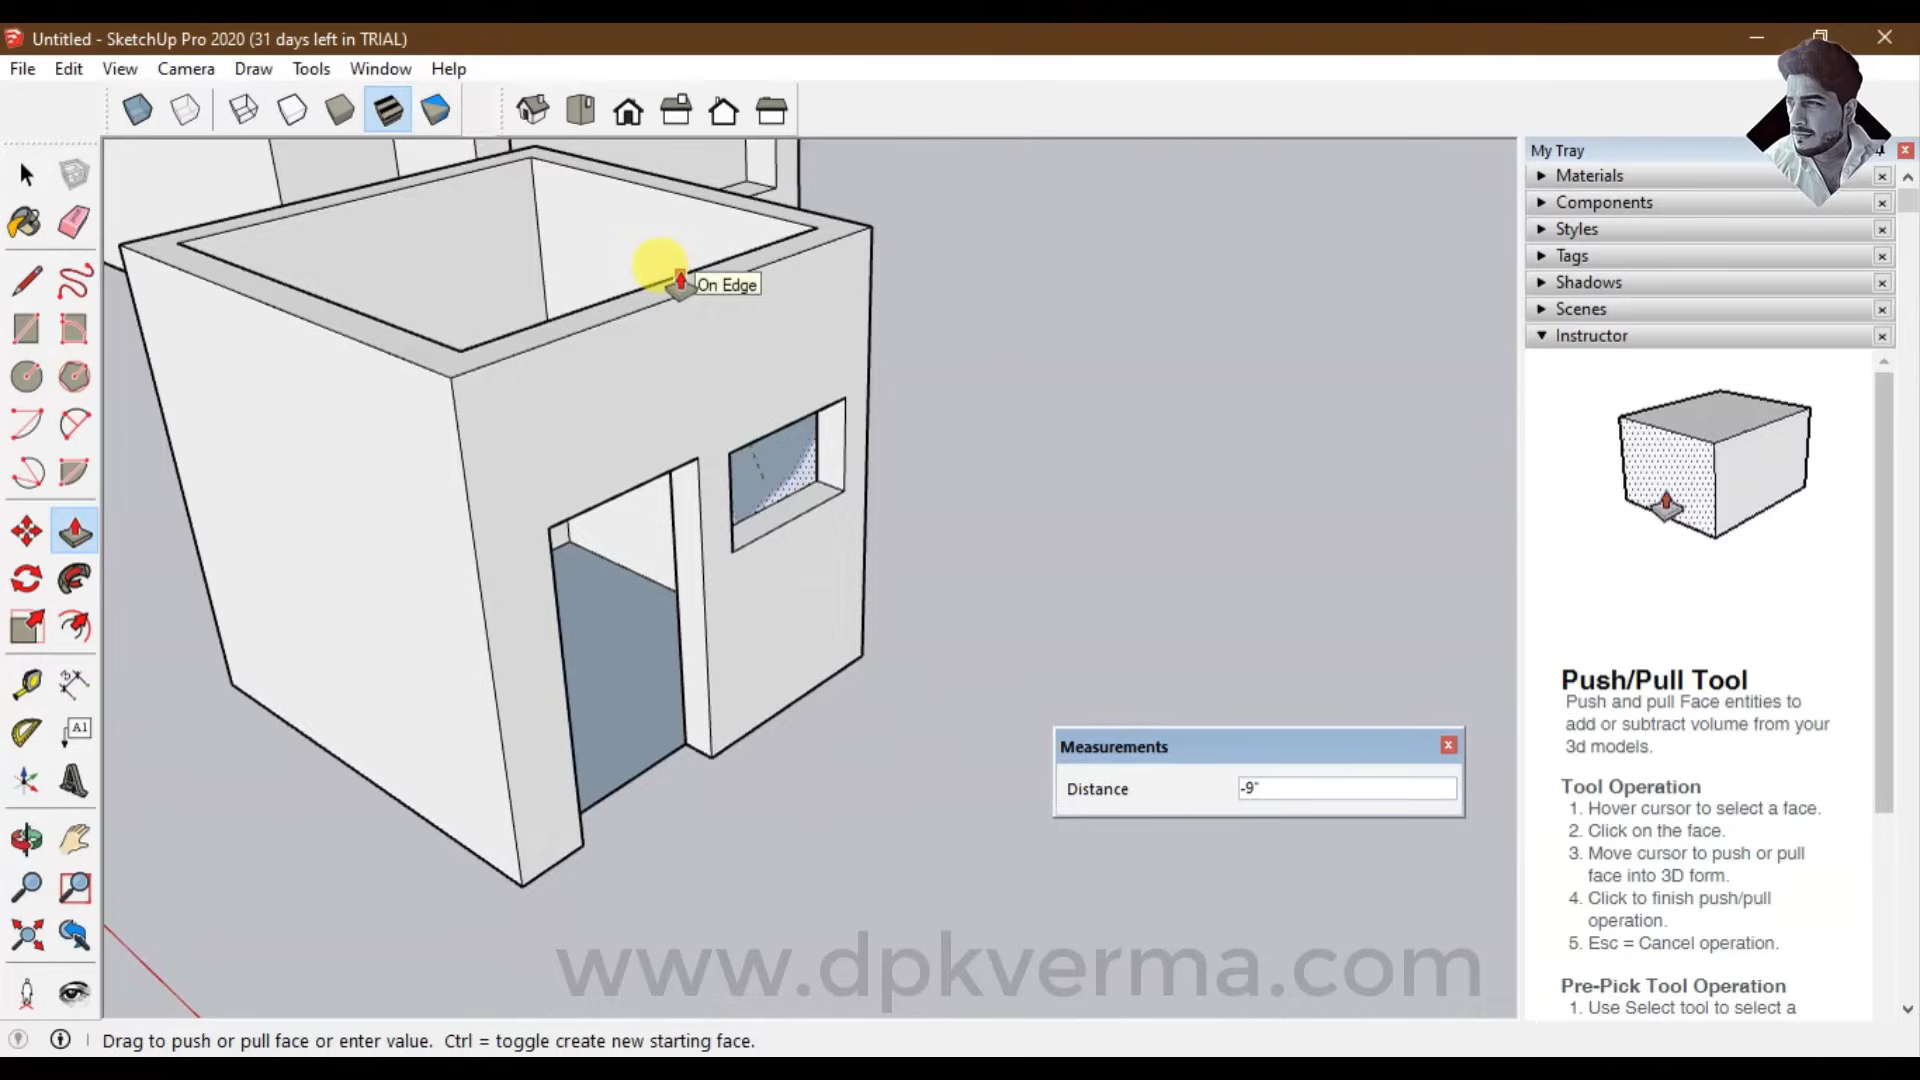 Untitled - SketchUp Pro 2020 (31 days left in TRIAL)
File Edit View Camera Draw Tools Window Help
My Tray
Materials
Components
Styles
Tags
Shadows
Scenes
Instructor
On Edge
A1
Push/Pull Tool
Push and pull Face entities to
add or subtract volume from your
3d models.
Tool Operation
1. Hover cursor to select a face.
2. Click on the face.
3. Move cursor to push or pull
face into 3D form.
4. Click to finish push/pull
operation.
5. Esc = Cancel operation.
Pre-Pick Tool Operation
1. Use Select tool to select a
Measurements
Distance -9"
www.dpkverma.com
Drag to push or pull face or enter value. Ctrl = toggle create new starting face.